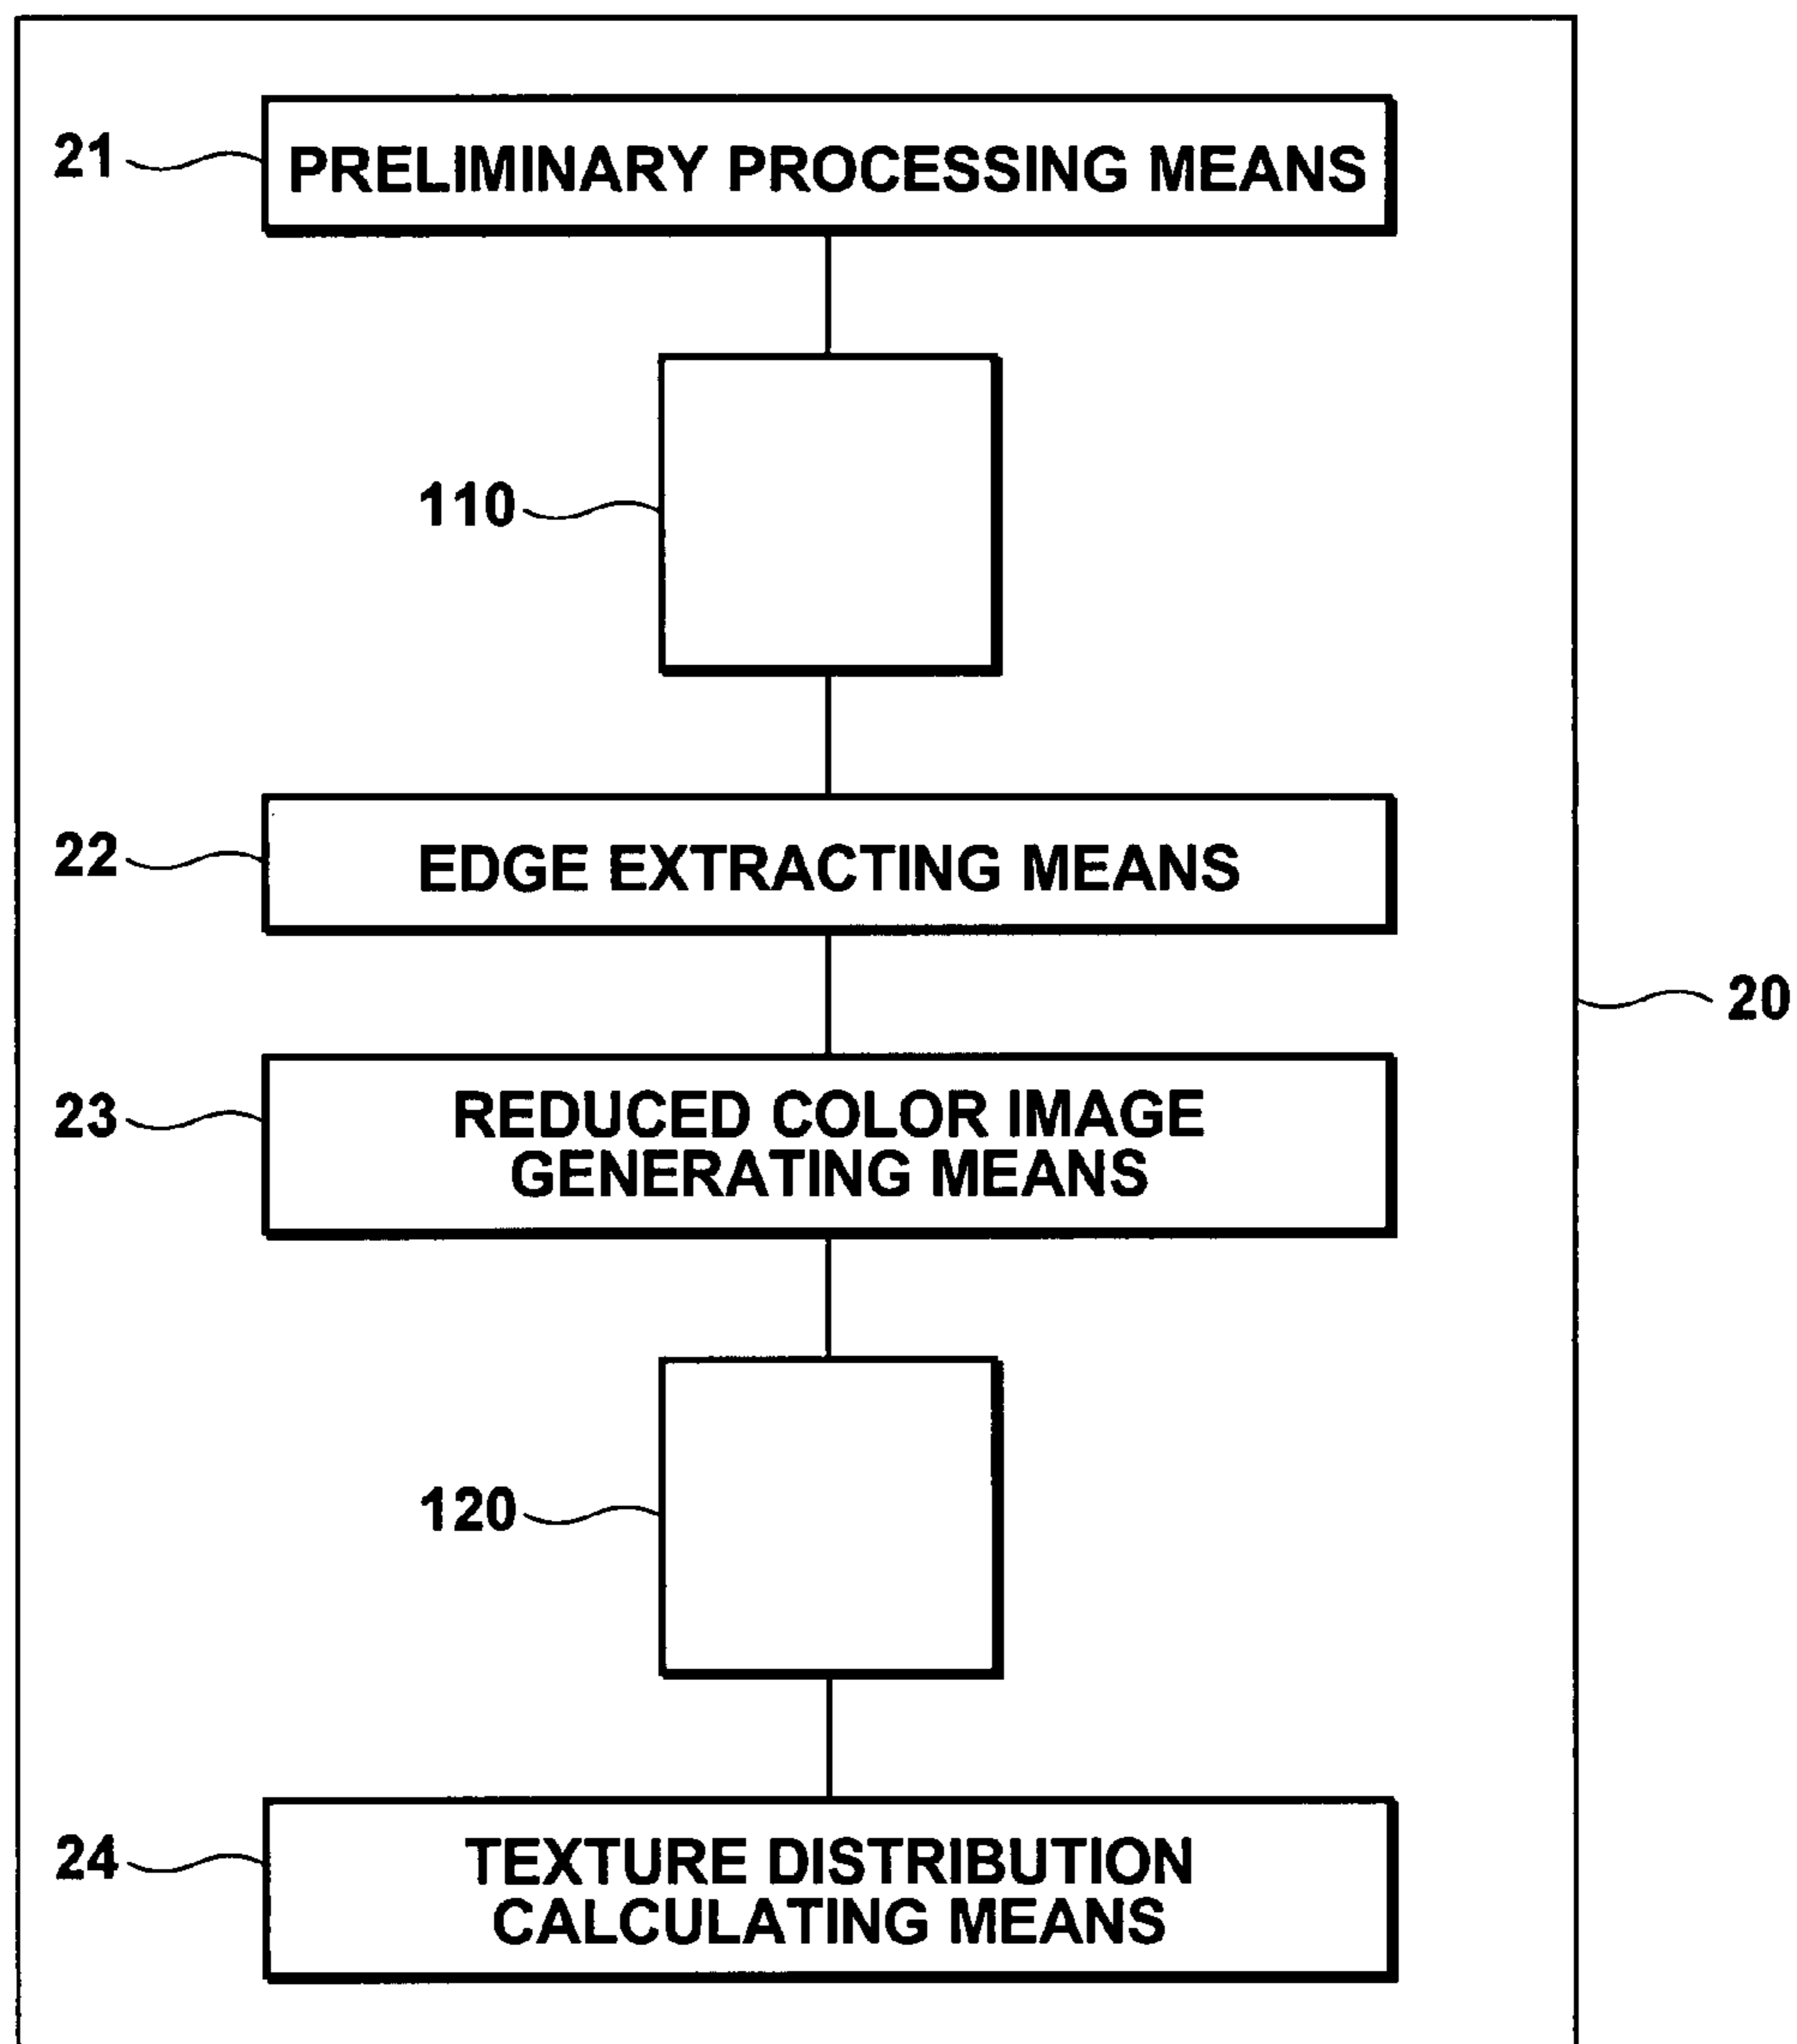 21
PRELIMINARY PROCESSING MEANS
110
22
EDGE EXTRACTING MEANS
20
23
REDUCED COLOR IMAGE
GENERATING MEANS
120
24
TEXTURE DISTRIBUTION
CALCULATING MEANS